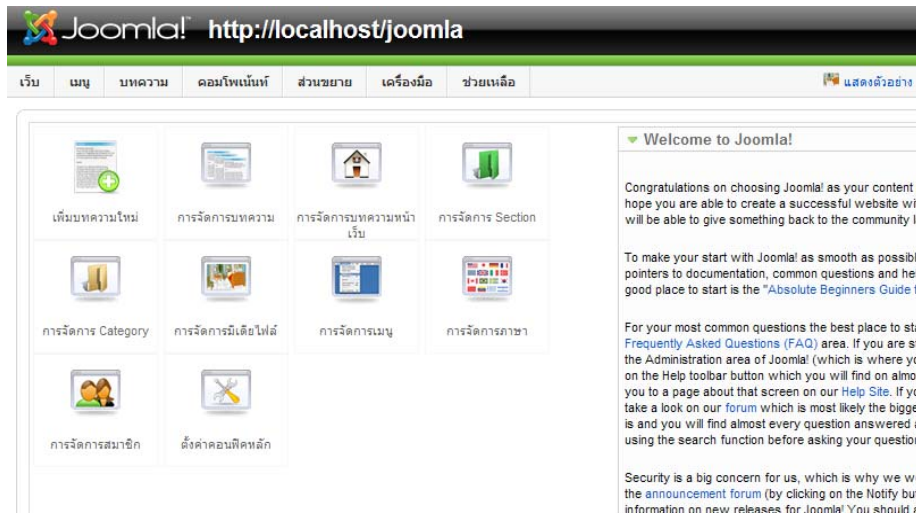 Joomla! http://localhost/joomla
เว็บ เมนู บทความ คอมโพเน้นท์ ส่วนขยาย เครื่องมือ ช่วยเหลือ แสดงตัวอย่าง
เพิ่มบทความใหม่
การจัดการบทความ
การจัดการบทความหน้า
เว็บ
การจัดการ Section
การจัดการ Category
การจัดการมีเดียไฟล์
การจัดการเมนู
การจัดการภาษา
การจัดการสมาชิก
ตั้งค่าคอนฟิคหลัก
Welcome to Joomla!
Congratulations on choosing Joomla! as your content
hope you are able to create a successful website wi
will be able to give something back to the community
To make your start with Joomla! as smooth as possibl
pointers to documentation, common questions and he
good place to start is the "Absolute Beginners Guide
For your most common questions the best place to sta
Frequently Asked Questions (FAQ) area. If you are s
the Administration area of Joomla! (which is where yo
on the Help toolbar button which you will find on almo
you to a page about that screen on our Help Site. If yo
take a look on our forum which is most likely the bigge
is and you will find almost every question answered
using the search function before asking your question
Security is a big concern for us, which is why we w
the announcement forum (by clicking on the Notify bu
information on new releases for Joomla! You should